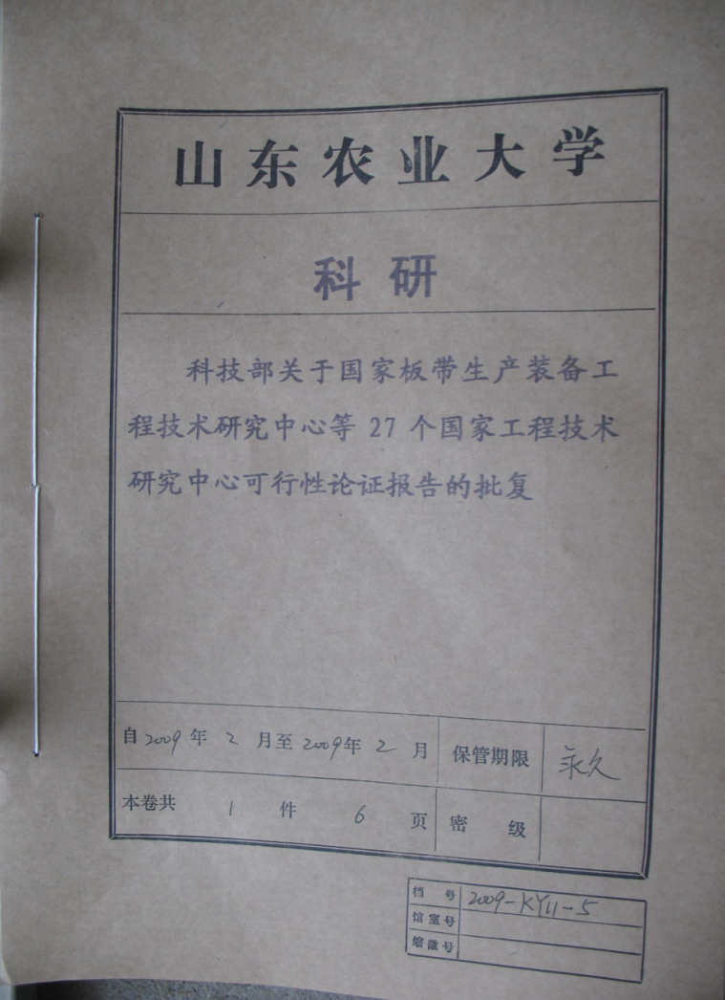 山东农业大学
科研
科技部关于国家板带生产装备工
程技术研究中心等 27 个国家工程技术
研究中心可行性论证报告的批复
自2009年 2 月至2009年 2 月 保管期限 永久
本卷共 1 件 6 页 密 级
档 号 2009-KY11-5
馆室号
缩微号